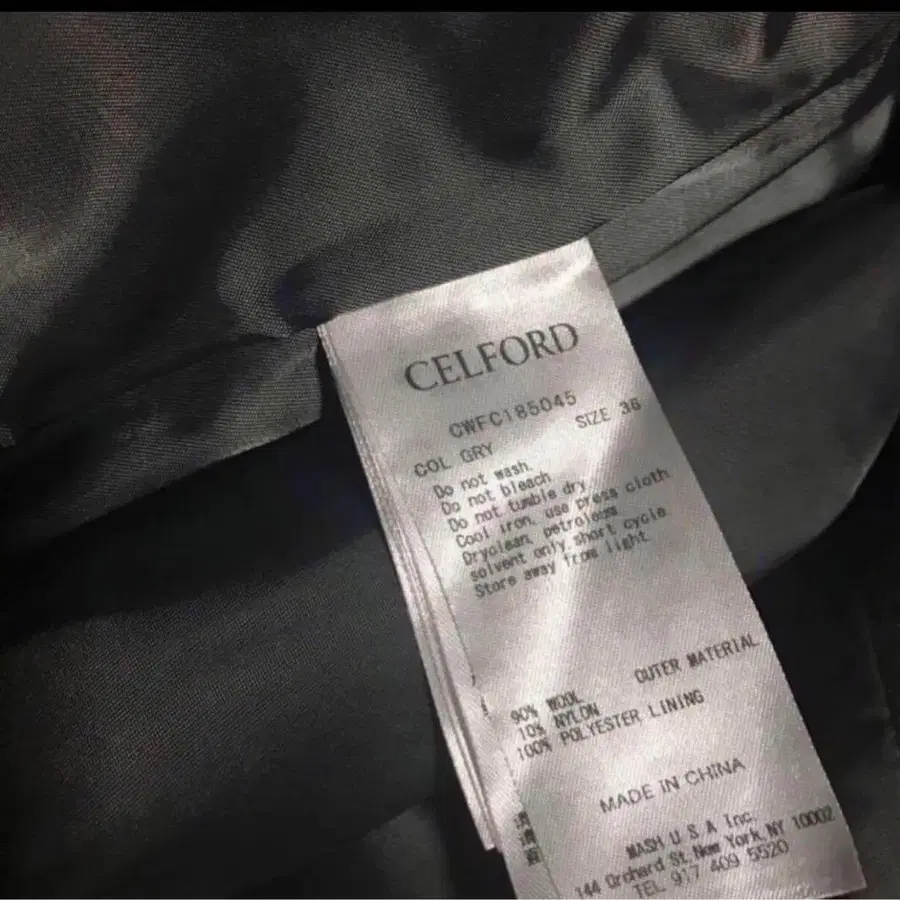 CELFORD
CWFC185045
COL GRY SIZE 36
Do not wash.
Do not bleach
Do not tumble dry
Cool iron, use press cloth
Dryclean, petroleum
solvent only short cycle
Store away from light.
OUTER MATERIAL
90% WOOL
10% NYLON
100% POLYESTER LINING
MADE IN CHINA
MASH U S A Inc.
144 Orchard St. New York, NY 10002
TEL 917 409 5520